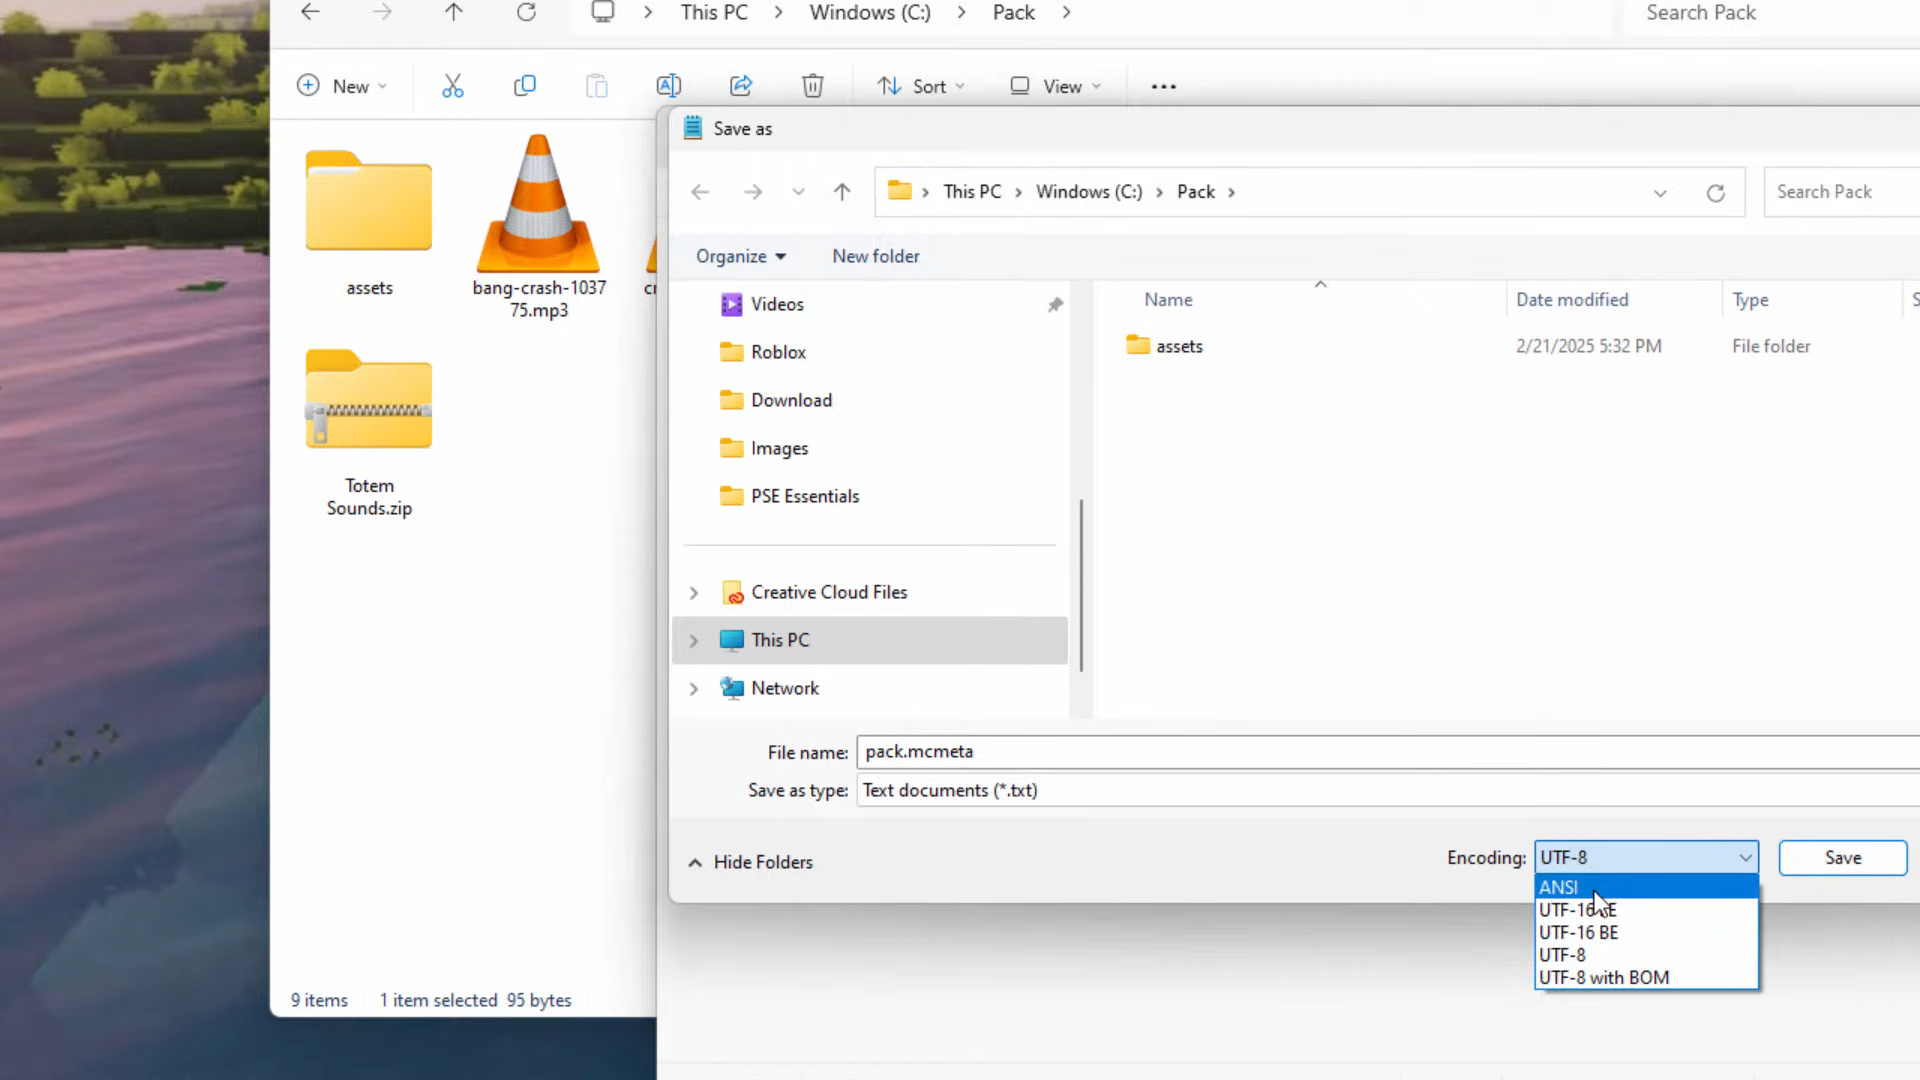 This PC > Windows (C:) > Pack >
Search Pack
New
Sort
View
Save as
This PC > Windows (C:) > Pack >
Search Pack
Organize
New folder
assets
bang-crash-1037
75.mp3
Totem
Sounds.zip
Videos
Roblox
Download
Images
PSE Essentials
Creative Cloud Files
This PC
Network
Name
Date modified
Type
assets
2/21/2025 5:32 PM
File folder
File name:
pack.mcmeta
Save as type:
Text documents (*.txt)
Hide Folders
Encoding:
UTF-8
Save
ANSI
UTF-16 LE
UTF-16 BE
UTF-8
UTF-8 with BOM
9 items
1 item selected
95 bytes